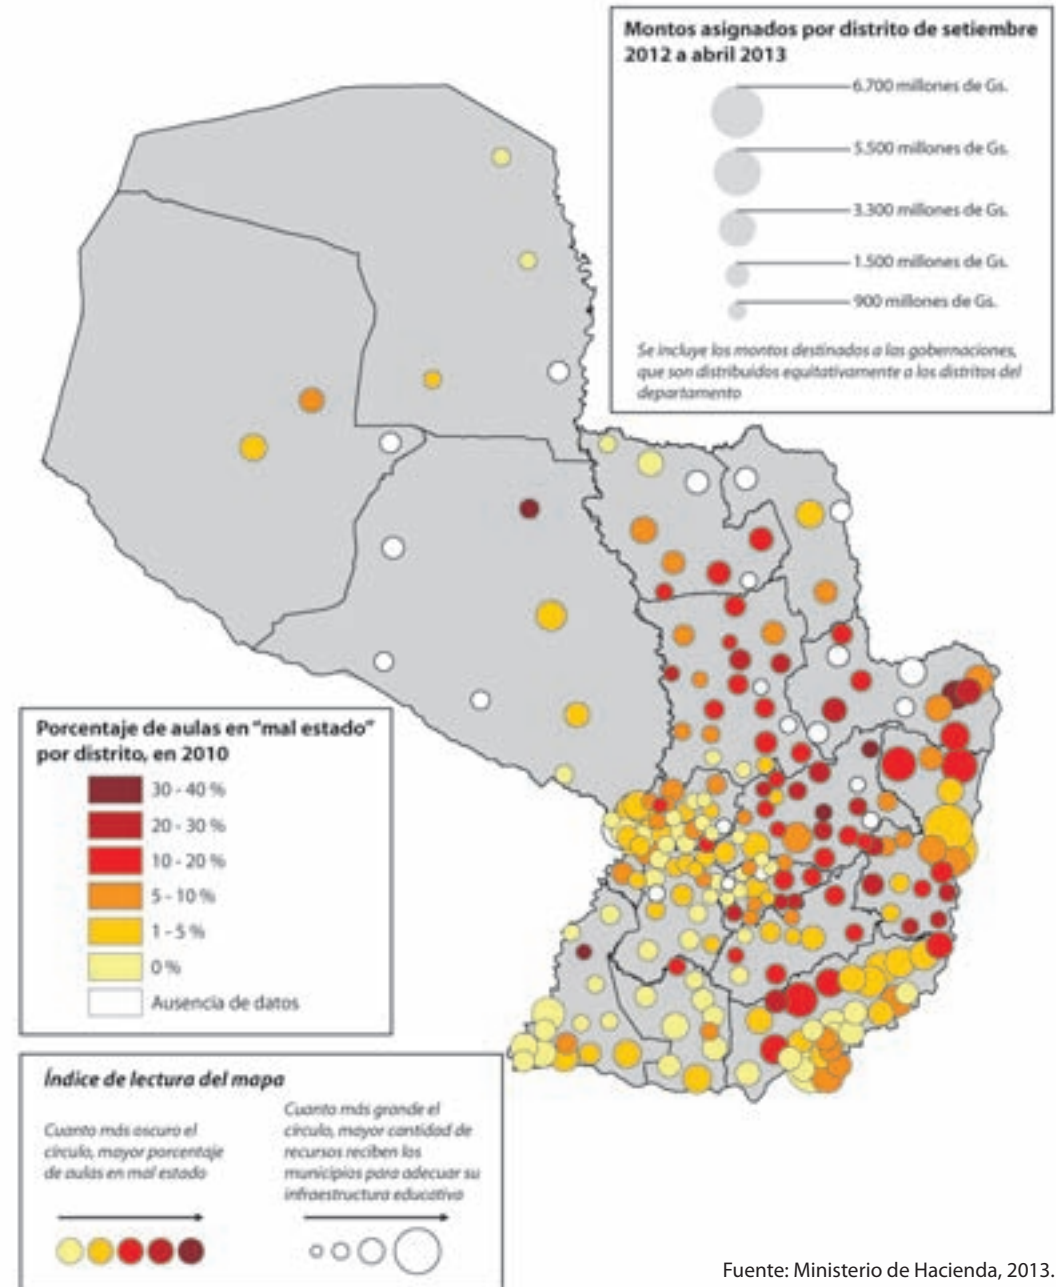 Montos asignados por distrito de setiembre
2012 a abril 2013
6.700 millones de Gs.
5.500 millones de Gs.
3.300 millones de Gs.
1.500 millones de Gs.
900 millones de Gs.
Se incluye los montos destinados a las gobernaciones,
que son distribuidos equitativamente a los distritos del
departamento
Porcentaje de aulas en "mal estado"
por distrito, en 2010
30 - 40 %
20 - 30 %
10 - 20 %
5 - 10 %
1 - 5 %
0 %
Ausencia de datos
Índice de lectura del mapa
Cuanto más oscuro el
círculo, mayor porcentaje
de aulas en mal estado
Cuanto más grande el
círculo, mayor cantidad de
recursos reciben los
municipios para adecuar su
infraestructura educativa
Fuente: Ministerio de Hacienda, 2013.